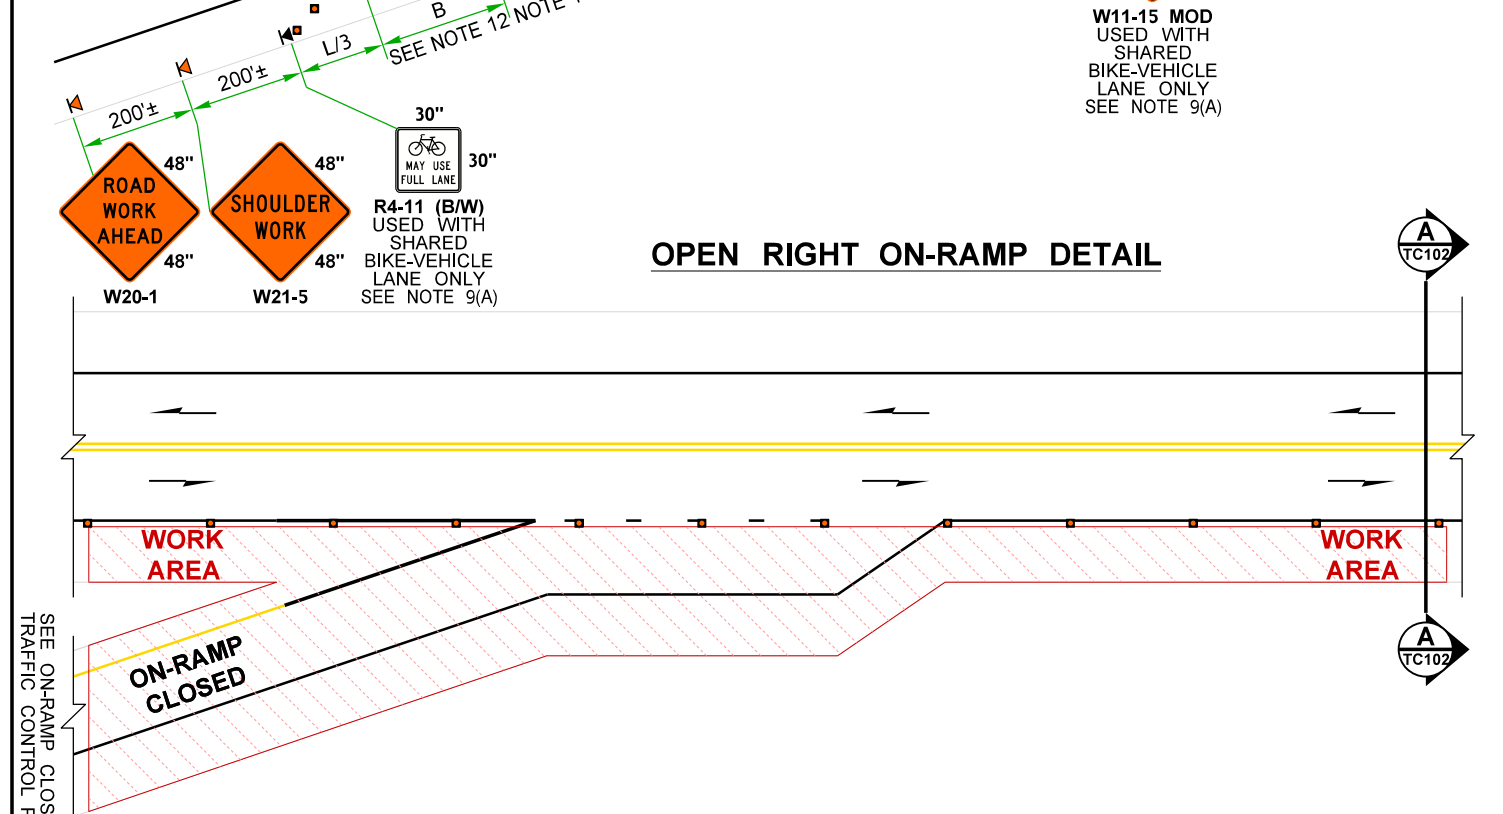 B
L/3
SEE NOTE 12
NOTE
200'±
200'±
W11-15 MOD
USED WITH
SHARED
BIKE-VEHICLE
LANE ONLY
SEE NOTE 9(A)
30"
30"
MAY USE
FULL LANE
R4-11 (B/W)
USED WITH
SHARED
BIKE-VEHICLE
LANE ONLY
SEE NOTE 9(A)
48"
ROAD
WORK
AHEAD
48"
W20-1
48"
SHOULDER
WORK
48"
W21-5
OPEN RIGHT ON-RAMP DETAIL
A
TC102
WORK
AREA
WORK
AREA
ON-RAMP
CLOSED
A
TC102
SEE ON-RAMP CLOS
TRAFFIC CONTROL